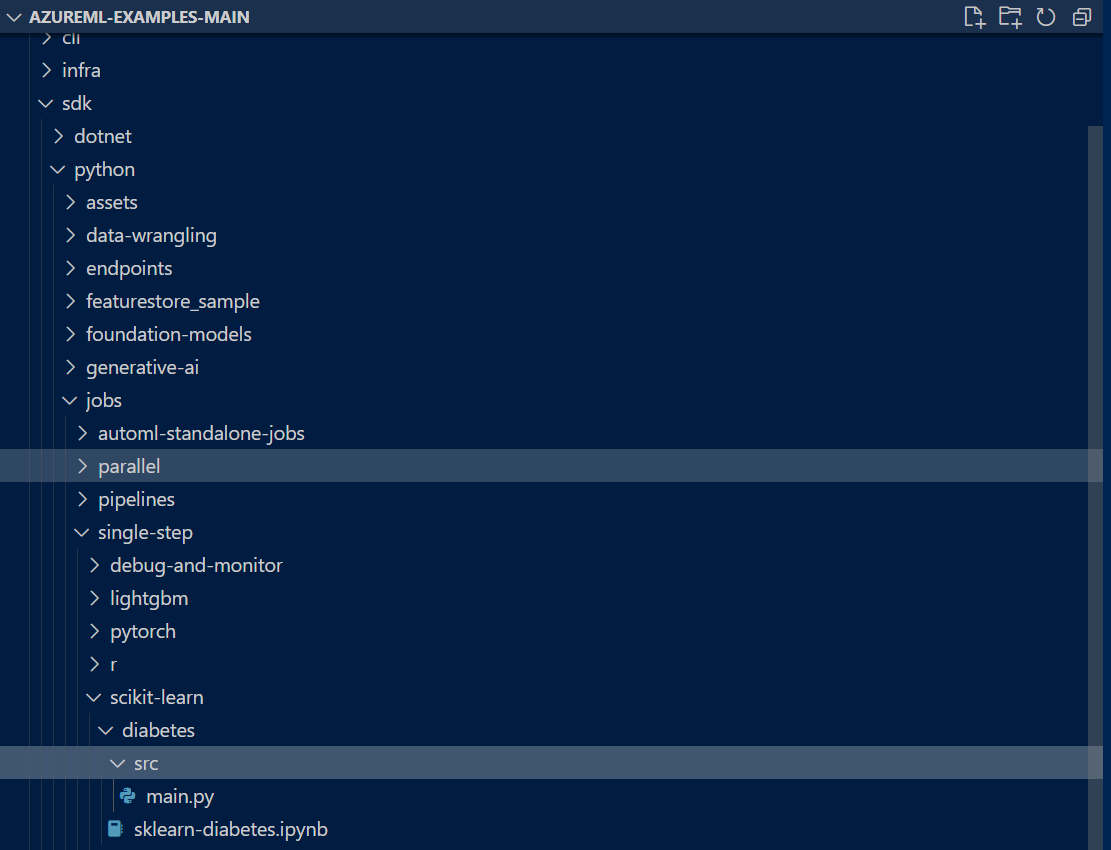 AZUREML-EXAMPLES-MAIN
cli
infra
sdk
dotnet
python
assets
data-wrangling
endpoints
featurestore_sample
foundation-models
generative-ai
jobs
automl-standalone-jobs
parallel
pipelines
single-step
debug-and-monitor
lightgbm
pytorch
r
scikit-learn
diabetes
src
main.py
sklearn-diabetes.ipynb